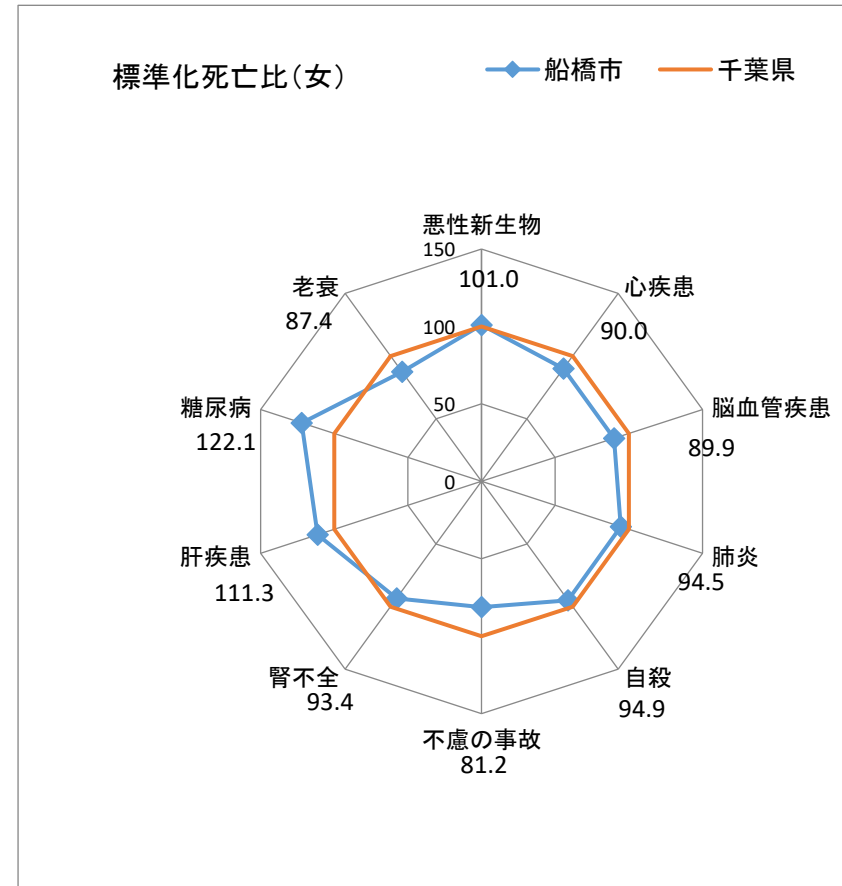 標準化死亡比(女)
船橋市 千葉県
悪性新生物
101.0
心疾患
90.0
脳血管疾患
89.9
肺炎
94.5
自殺
94.9
不慮の事故
81.2
腎不全
93.4
肝疾患
111.3
糖尿病
122.1
老衰
87.4
150
100
50
0